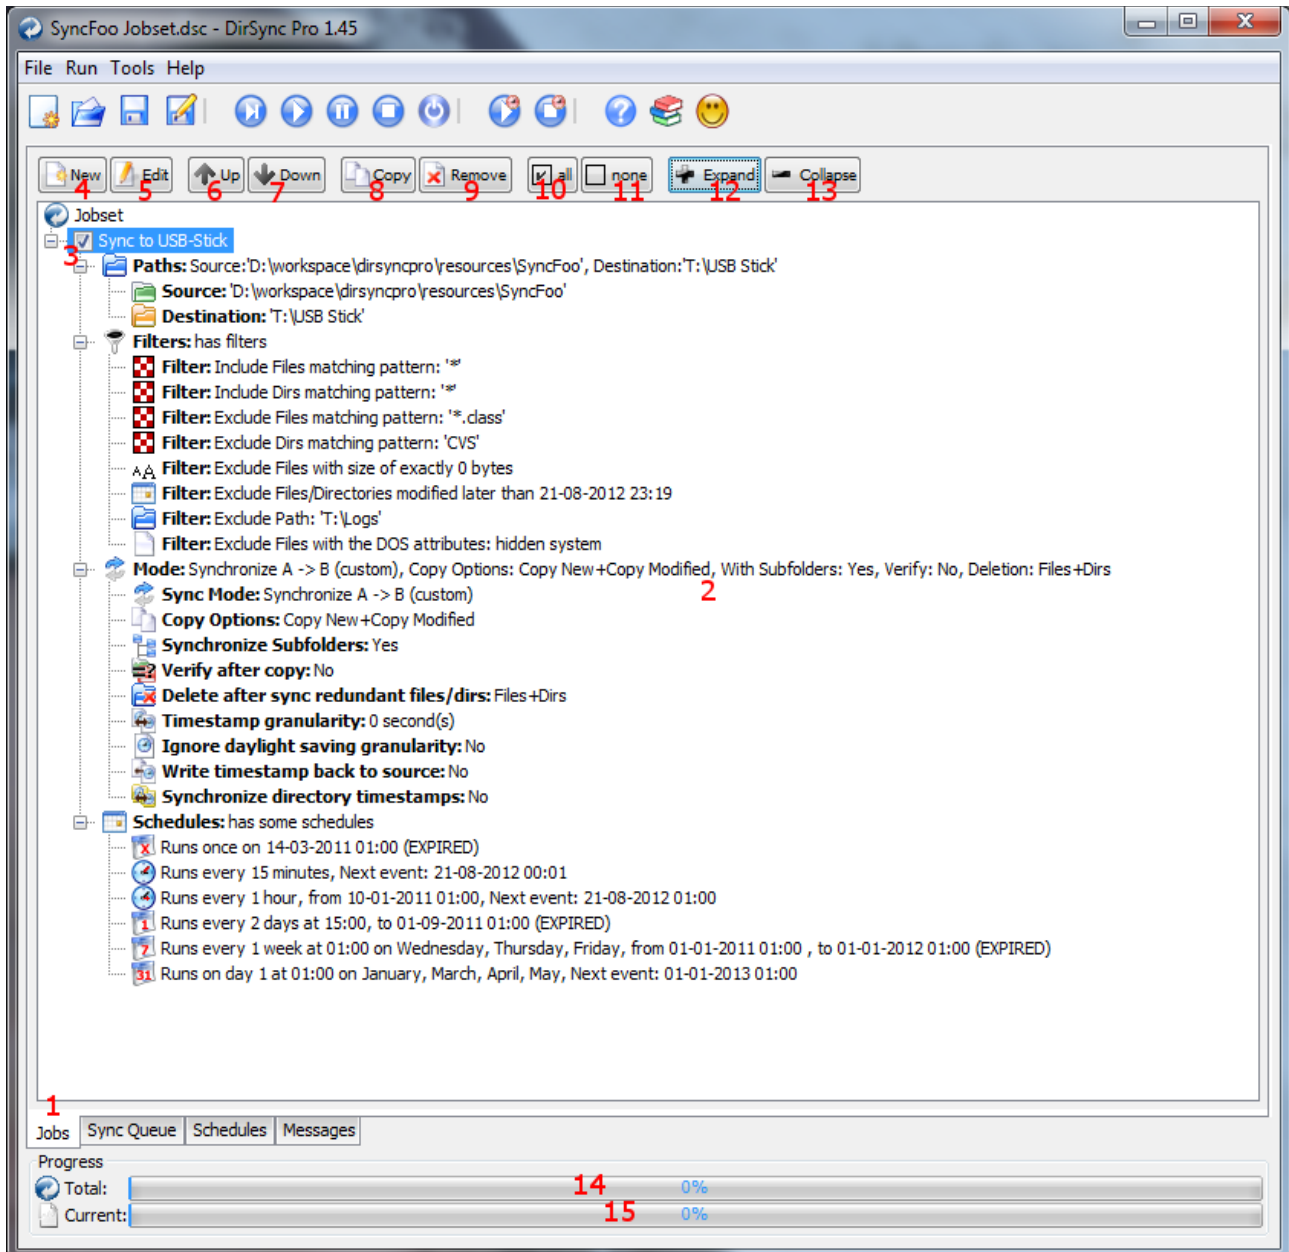 SyncFoo Jobset.dsc - DirSync Pro 1.45
File Run Tools Help
New Edit Up Down Copy Remove all none Expand Collapse
4 5 6 7 8 9 10 11 12 13
Jobset
Sync to USB-Stick
3
Paths: Source:'D:\workspace\dirsyncpro\resources\SyncFoo', Destination:'T:\USB Stick'
Source: 'D:\workspace\dirsyncpro\resources\SyncFoo'
Destination: 'T:\USB Stick'
Filters: has filters
Filter: Include Files matching pattern: '*'
Filter: Include Dirs matching pattern: '*'
Filter: Exclude Files matching pattern: '*.class'
Filter: Exclude Dirs matching pattern: 'CVS'
AA Filter: Exclude Files with size of exactly 0 bytes
Filter: Exclude Files/Directories modified later than 21-08-2012 23:19
Filter: Exclude Path: 'T:\Logs'
Filter: Exclude Files with the DOS attributes: hidden system
Mode: Synchronize A -> B (custom), Copy Options: Copy New+Copy Modified, With Subfolders: Yes, Verify: No, Deletion: Files+Dirs
2
Sync Mode: Synchronize A -> B (custom)
Copy Options: Copy New+Copy Modified
Synchronize Subfolders: Yes
Verify after copy: No
Delete after sync redundant files/dirs: Files+Dirs
Timestamp granularity: 0 second(s)
Ignore daylight saving granularity: No
Write timestamp back to source: No
Synchronize directory timestamps: No
Schedules: has some schedules
Runs once on 14-03-2011 01:00 (EXPIRED)
Runs every 15 minutes, Next event: 21-08-2012 00:01
Runs every 1 hour, from 10-01-2011 01:00, Next event: 21-08-2012 01:00
1 Runs every 2 days at 15:00, to 01-09-2011 01:00 (EXPIRED)
7 Runs every 1 week at 01:00 on Wednesday, Thursday, Friday, from 01-01-2011 01:00 , to 01-01-2012 01:00 (EXPIRED)
31 Runs on day 1 at 01:00 on January, March, April, May, Next event: 01-01-2013 01:00
1
Jobs Sync Queue Schedules Messages
Progress
Total: 14 0%
Current: 15 0%